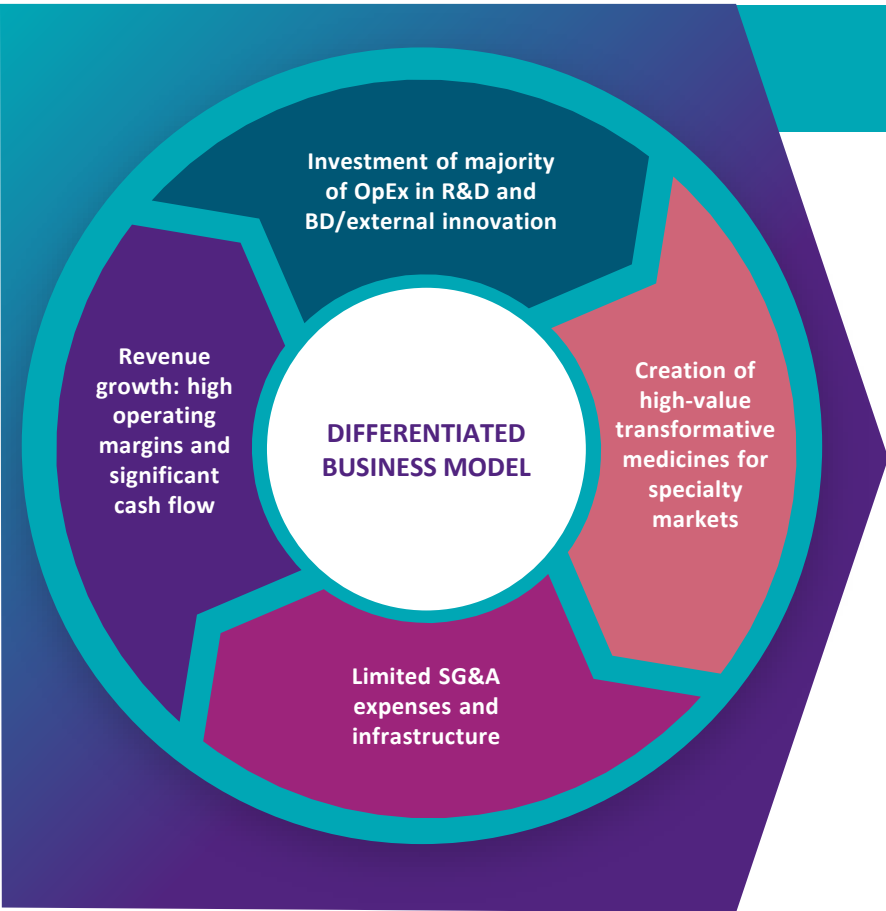 Investment of majority
of OpEx in R&D and
BD/external innovation
Revenue
growth: high
operating
margins and
significant
cash flow
DIFFERENTIATED
BUSINESS MODEL
Creation of
high-value
transformative
medicines for
specialty
markets
Limited SG&A
expenses and
infrastructure